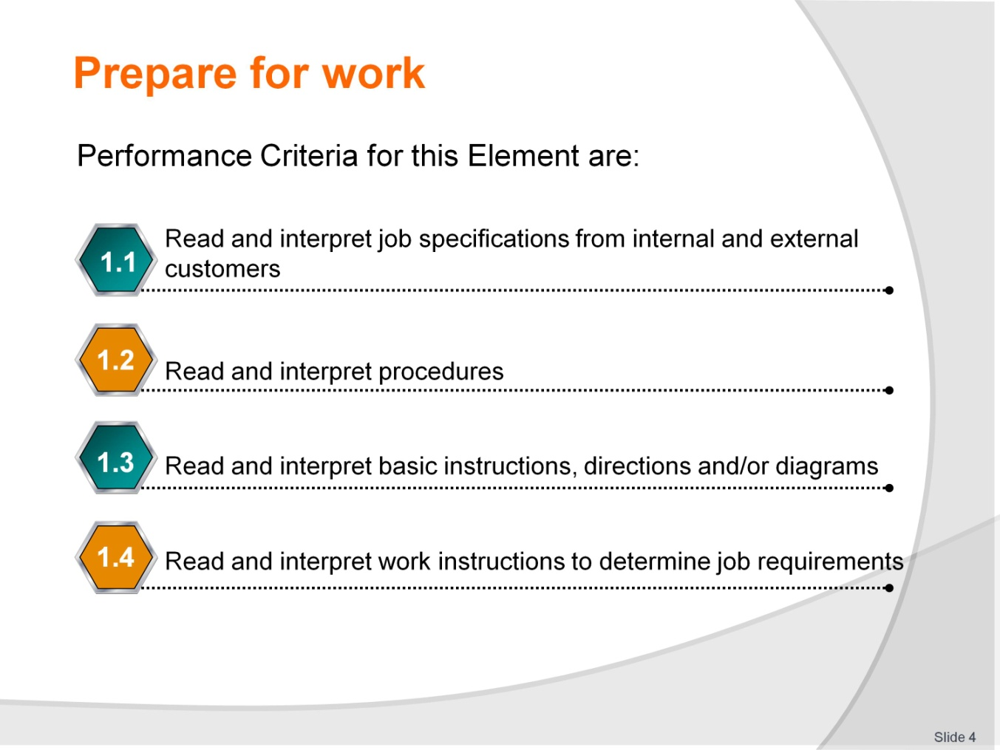 Prepare for work
Performance Criteria for this Element are:
1.1
Read and interpret job specifications from internal and external
customers
1.2
Read and interpret procedures
1.3
Read and interpret basic instructions, directions and/or diagrams
1.4
Read and interpret work instructions to determine job requirements
Slide 4